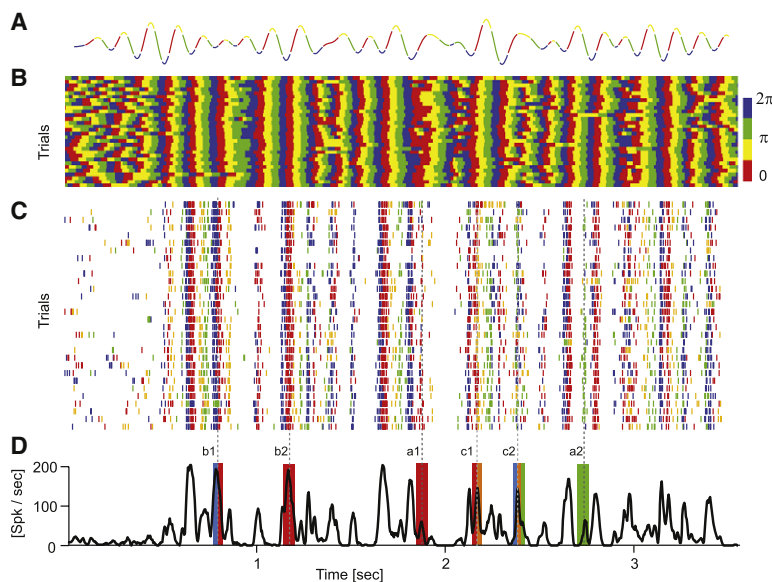 A
B
Trials
2π
π
0
C
Trials
D
b1
b2
a1
c1
c2
a2
[Spk / sec]
200
100
0
1
2
3
Time [sec]